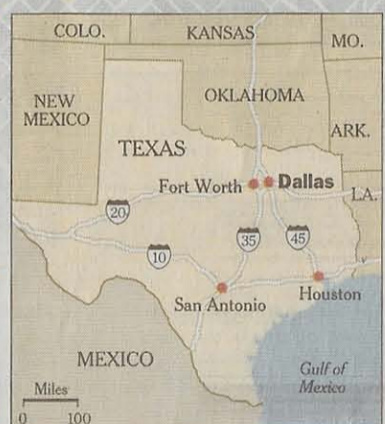 COLO.
KANSAS
MO.
NEW
MEXICO
OKLAHOMA
ARK.
TEXAS
Fort Worth
Dallas
LA.
20
35
45
10
San Antonio
Houston
MEXICO
Gulf of
Mexico
Miles
0 100